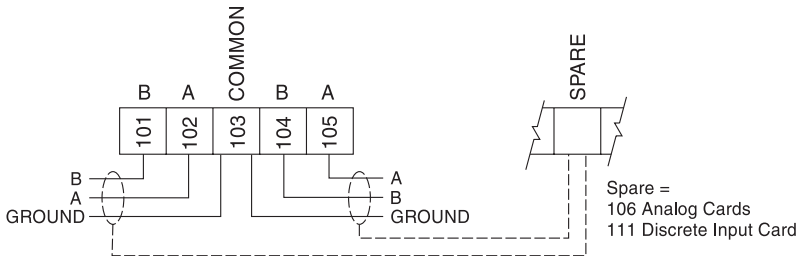 COMMON
SPARE
B A B A
101 102 103 104 105
B
A
GROUND
A
B
GROUND
Spare =
106 Analog Cards
111 Discrete Input Card